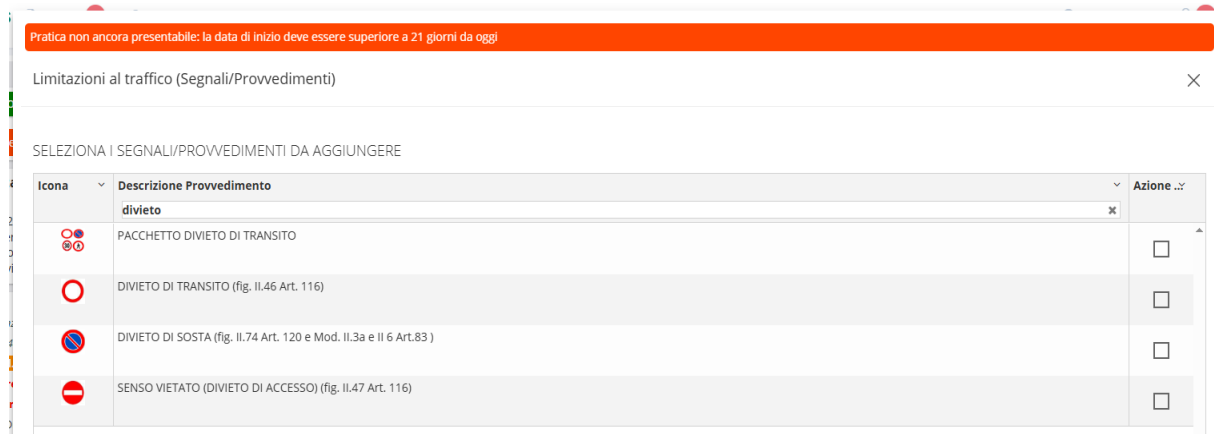 Pratica non ancora presentabile: la data di inizio deve essere superiore a 21 giorni da oggi
Limitazioni al traffico (Segnali/Provvedimenti)
SELEZIONA I SEGNALI/PROVVEDIMENTI DA AGGIUNGERE
Icona Descrizione Provvedimento Azione ...
divieto
PACCHETTO DIVIETO DI TRANSITO
DIVIETO DI TRANSITO (fig. II.46 Art. 116)
DIVIETO DI SOSTA (fig. II.74 Art. 120 e Mod. II.3a e II 6 Art.83 )
SENSO VIETATO (DIVIETO DI ACCESSO) (fig. II.47 Art. 116)